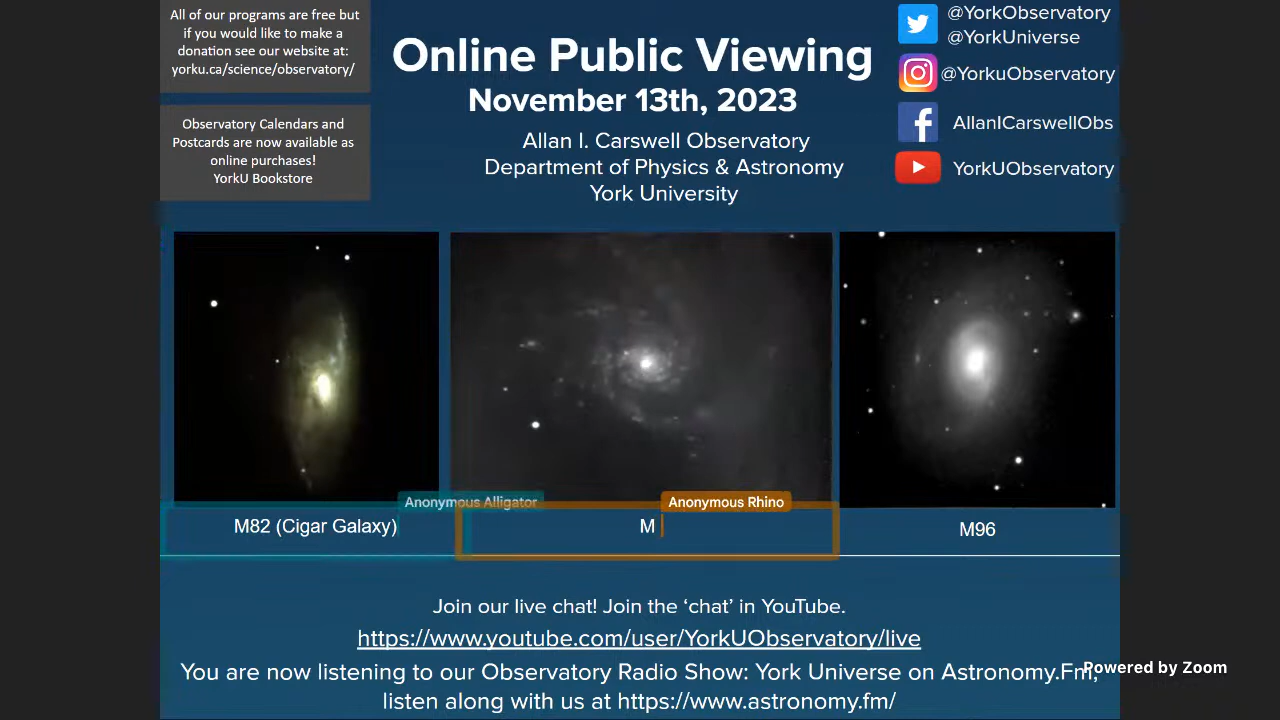 All of our programs are free but
if you would like to make a
donation see our website at:
yorku.ca/science/observatory/
Observatory Calendars and
Postcards are now available as
online purchases!
YorkU Bookstore
Online Public Viewing
November 13th, 2023
Allan I. Carswell Observatory
Department of Physics & Astronomy
York University
@YorkObservatory
@YorkUniverse
@YorkuObservatory
AllanICarswellObs
YorkUObservatory
Anonymous Alligator
Anonymous Rhino
M82 (Cigar Galaxy)
M
M96
Join our live chat! Join the ‘chat’ in YouTube.
https://www.youtube.com/user/YorkUObservatory/live
You are now listening to our Observatory Radio Show: York Universe on Astronomy.Fm,
listen along with us at https://www.astronomy.fm/
Powered by Zoom